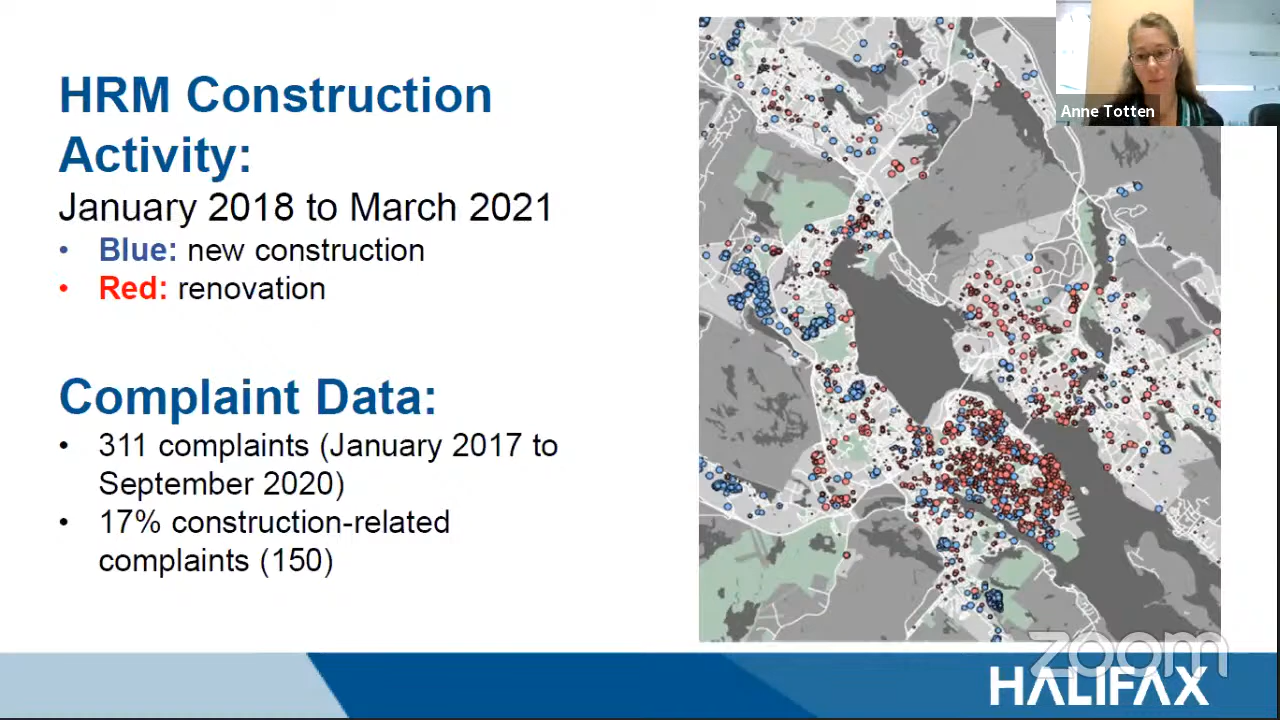 HRM Construction
Activity:
January 2018 to March 2021
• Blue: new construction
• Red: renovation
Complaint Data:
• 311 complaints (January 2017 to
September 2020)
• 17% construction-related
complaints (150)
Anne Totten
zoom
HALIFAX